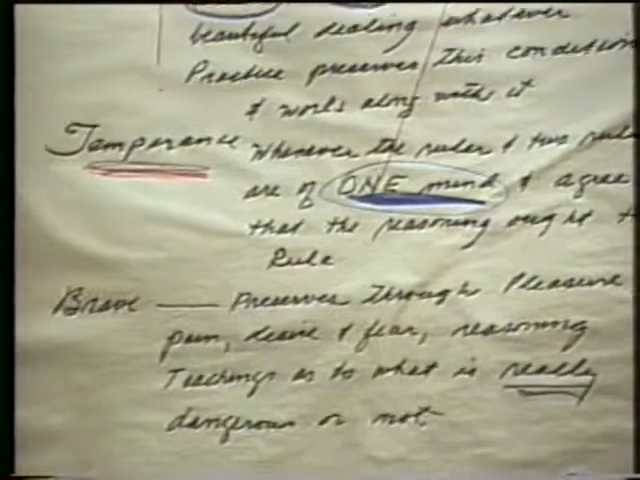 beautiful dealing whatever
Practice preserves this condition
& works along with it
Temperance Whenever the ruler & two
are of ONE mind & agree
that the reasoning ought
Rule
Brave — Preserves Through Pleasure
pain, desire & fear, reasoning
Teachings as to what is really
dangerous or not